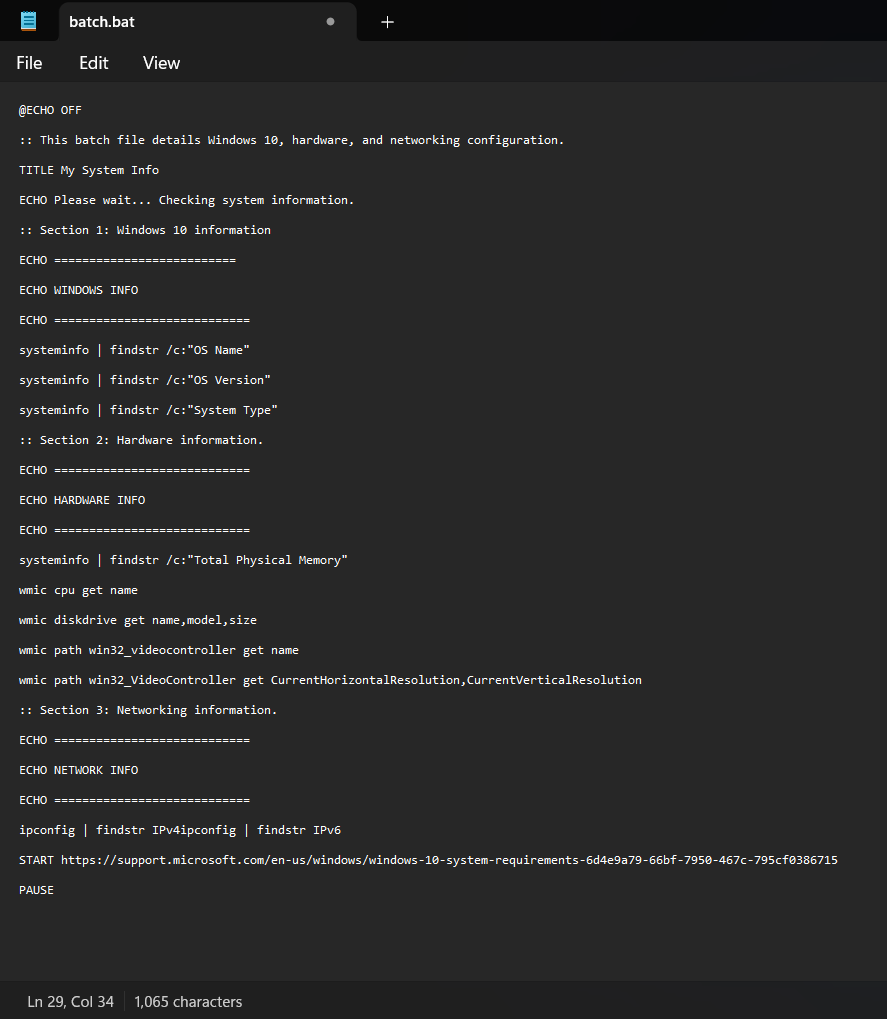 batch.bat
File Edit View
@ECHO OFF
:: This batch file details Windows 10, hardware, and networking configuration.
TITLE My System Info
ECHO Please wait... Checking system information.
:: Section 1: Windows 10 information
ECHO ==========================
ECHO WINDOWS INFO
ECHO ============================
systeminfo | findstr /c:"OS Name"
systeminfo | findstr /c:"OS Version"
systeminfo | findstr /c:"System Type"
:: Section 2: Hardware information.
ECHO ============================
ECHO HARDWARE INFO
ECHO ============================
systeminfo | findstr /c:"Total Physical Memory"
wmic cpu get name
wmic diskdrive get name,model,size
wmic path win32_videocontroller get name
wmic path win32_VideoController get CurrentHorizontalResolution,CurrentVerticalResolution
:: Section 3: Networking information.
ECHO ============================
ECHO NETWORK INFO
ECHO ============================
ipconfig | findstr IPv4ipconfig | findstr IPv6
START https://support.microsoft.com/en-us/windows/windows-10-system-requirements-6d4e9a79-66bf-7950-467c-795cf0386715
PAUSE
Ln 29, Col 34 1,065 characters